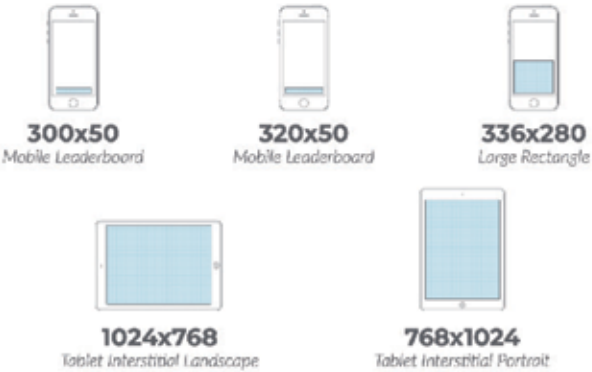 300x50
Mobile Leaderboard
320x50
Mobile Leaderboard
336x280
Large Rectangle
1024x768
Tablet Interstitial Landscape
768x1024
Tablet Interstitial Portrait